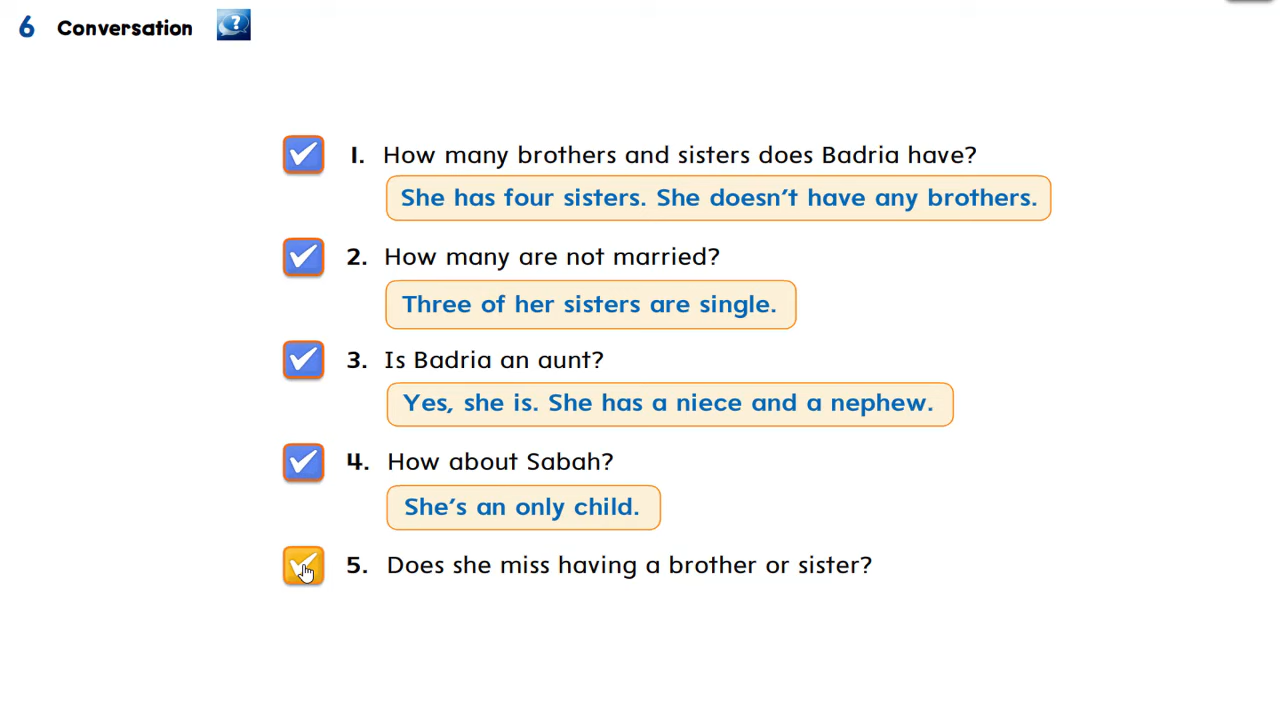 6 Conversation
?
1. How many brothers and sisters does Badria have?
She has four sisters. She doesn't have any brothers.
2. How many are not married?
Three of her sisters are single.
3. Is Badria an aunt?
Yes, she is. She has a niece and a nephew.
4. How about Sabah?
She's an only child.
5. Does she miss having a brother or sister?